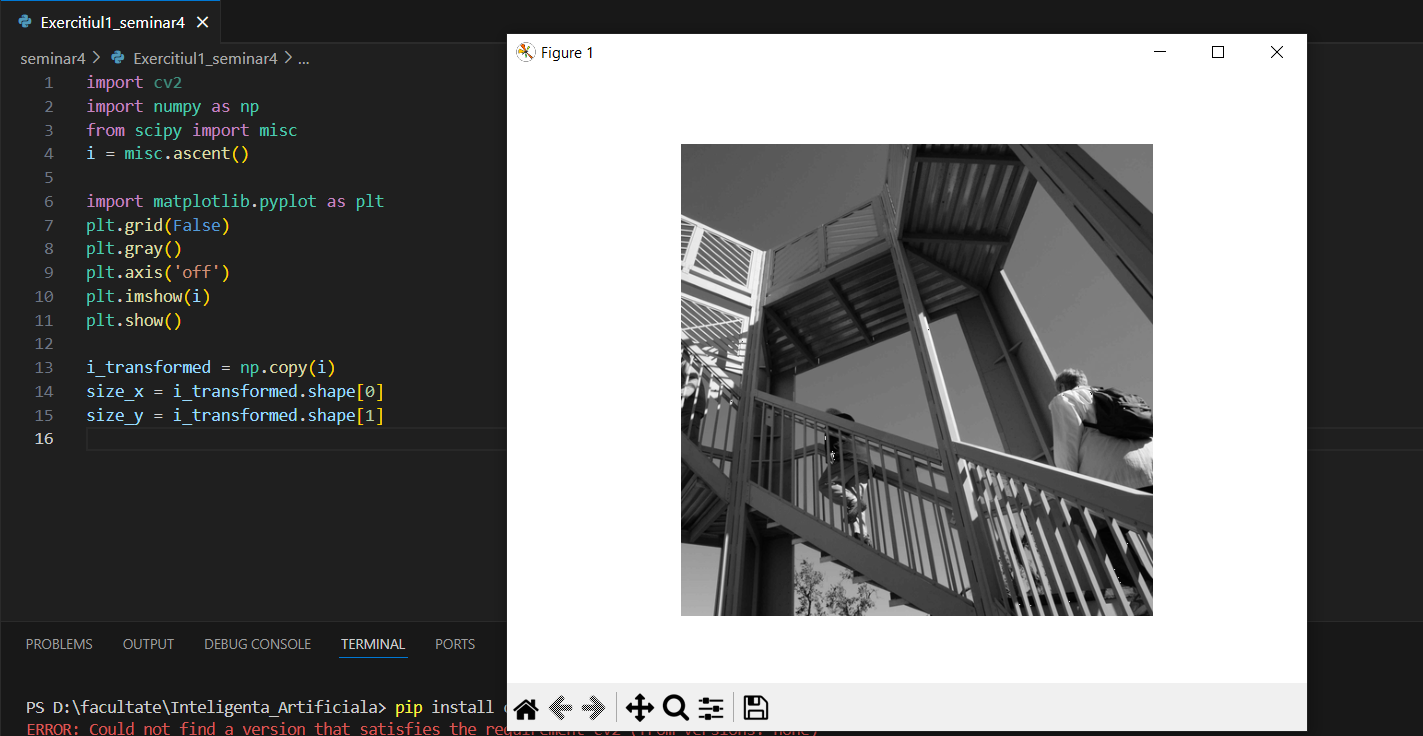 Exercitiul1_seminar4
seminar4 > Exercitiul1_seminar4 > ...
1 import cv2
2 import numpy as np
3 from scipy import misc
4 i = misc.ascent()
5
6 import matplotlib.pyplot as plt
7 plt.grid(False)
8 plt.gray()
9 plt.axis('off')
10 plt.imshow(i)
11 plt.show()
12
13 i_transformed = np.copy(i)
14 size_x = i_transformed.shape[0]
15 size_y = i_transformed.shape[1]
16
Figure 1
PROBLEMS OUTPUT DEBUG CONSOLE TERMINAL PORTS
PS D:\facultate\Inteligenta_Artificiala> pip install
ERROR: Could not find a version that satisfies the requirement cv2 (from versions: none)